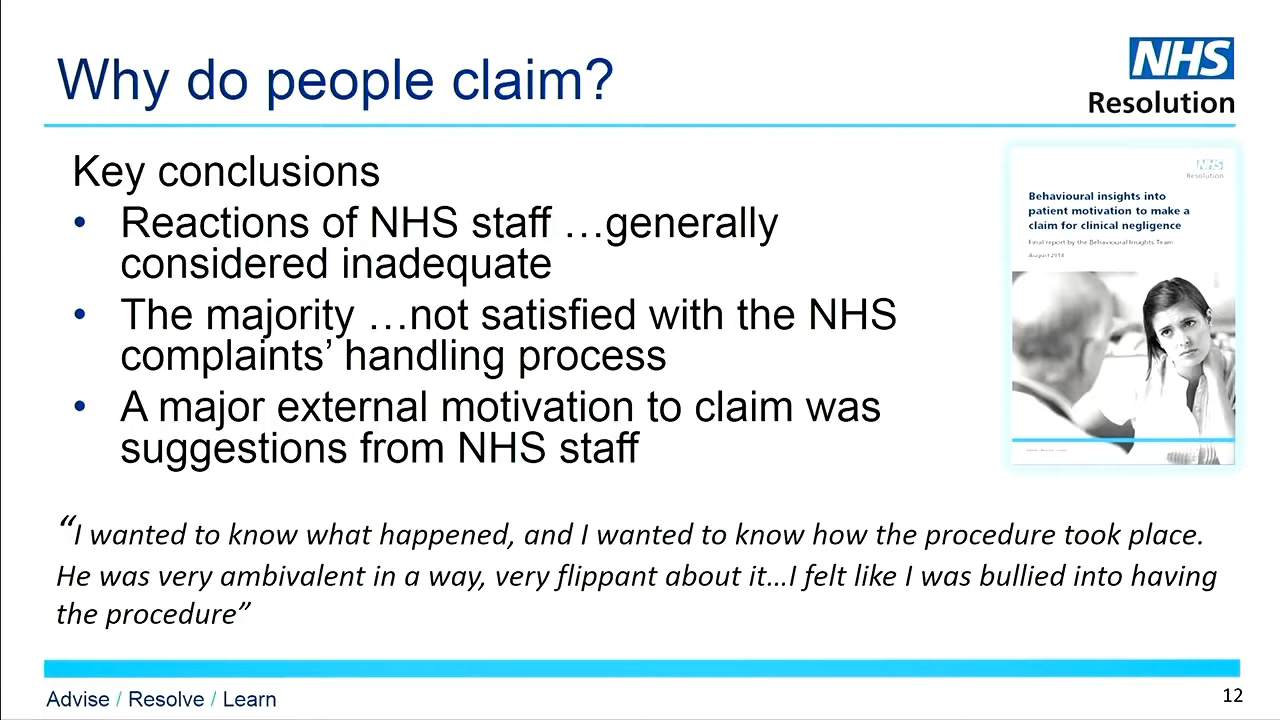 Why do people claim?
NHS
Resolution
Key conclusions
• Reactions of NHS staff …generally
considered inadequate
• The majority …not satisfied with the NHS
complaints’ handling process
• A major external motivation to claim was
suggestions from NHS staff
NHS
Resolution
Behavioural insights into
patient motivation to make a
claim for clinical negligence
Final report by the Behavioural Insights Team
August
“I wanted to know what happened, and I wanted to know how the procedure took place.
He was very ambivalent in a way, very flippant about it…I felt like I was bullied into having
the procedure”
Advise / Resolve / Learn
12